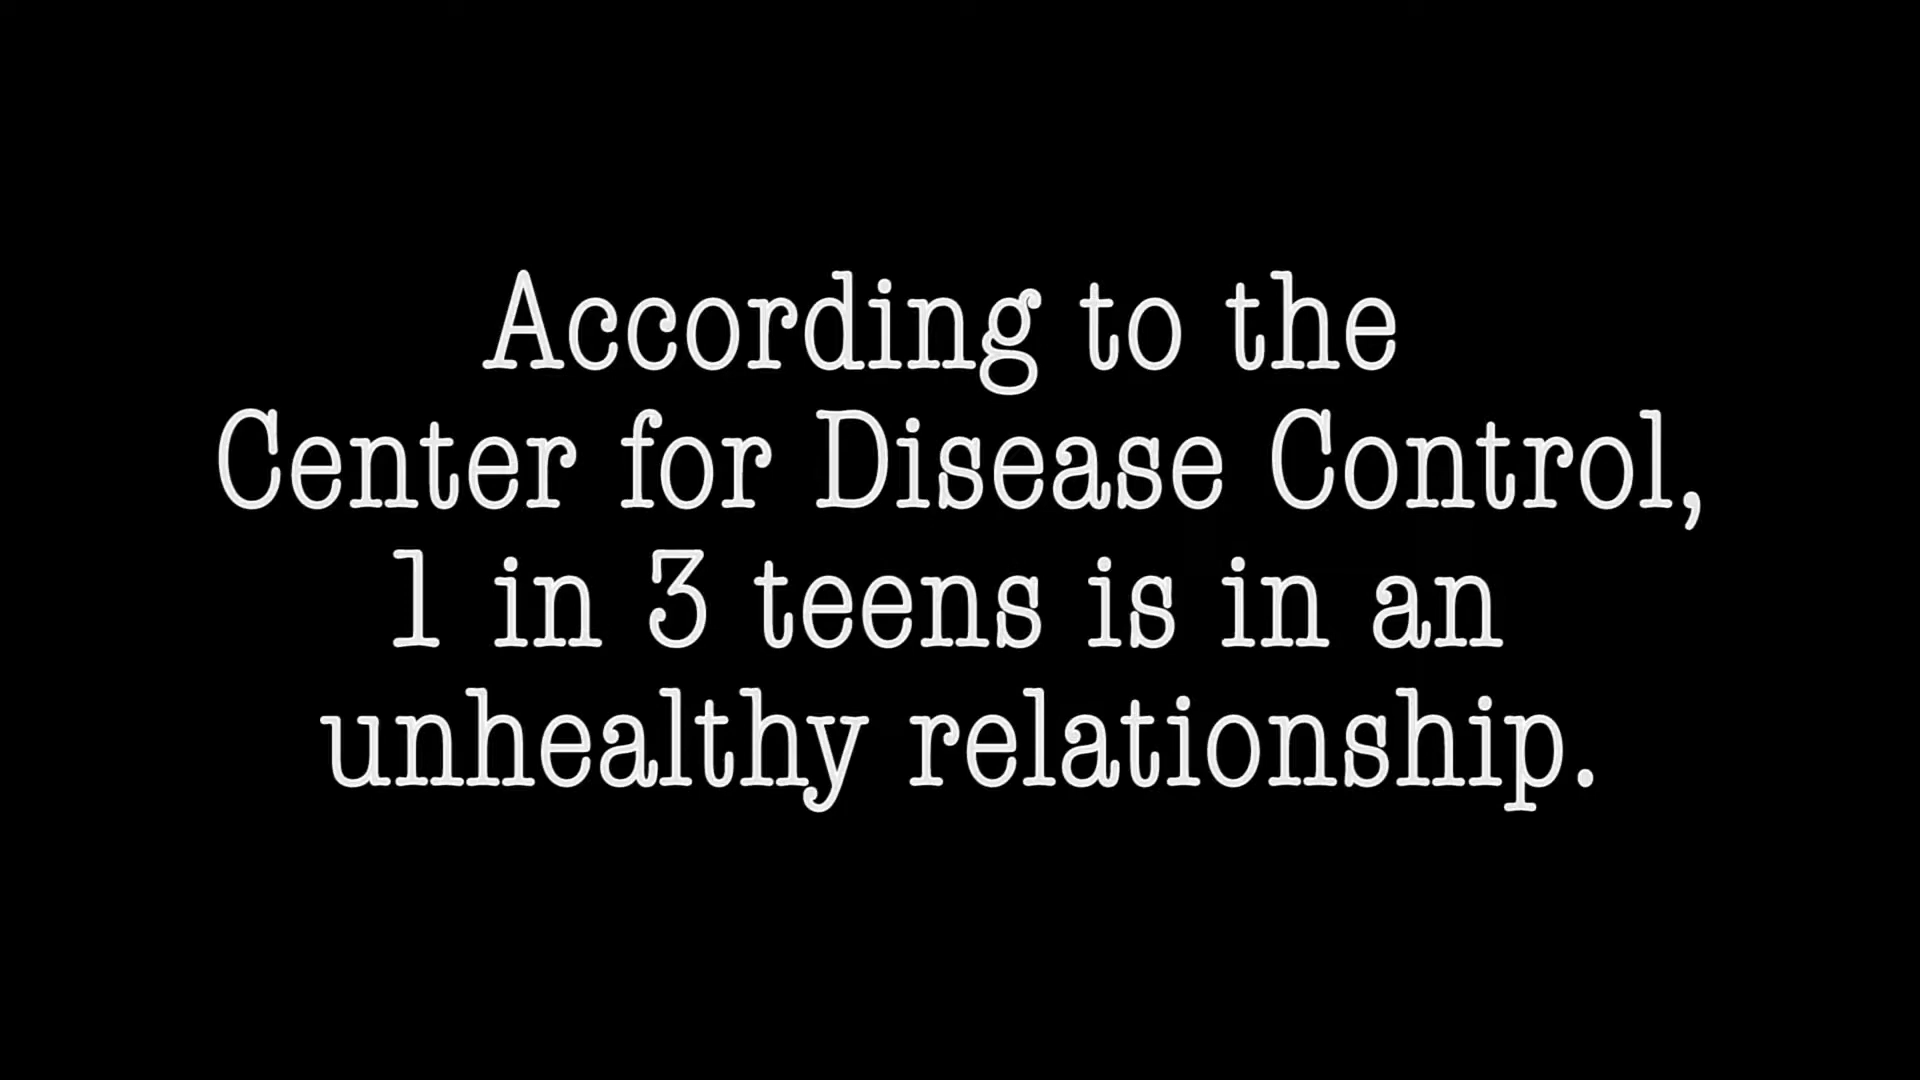 According to the
Center for Disease Control,
1 in 3 teens is in an
unhealthy relationship.